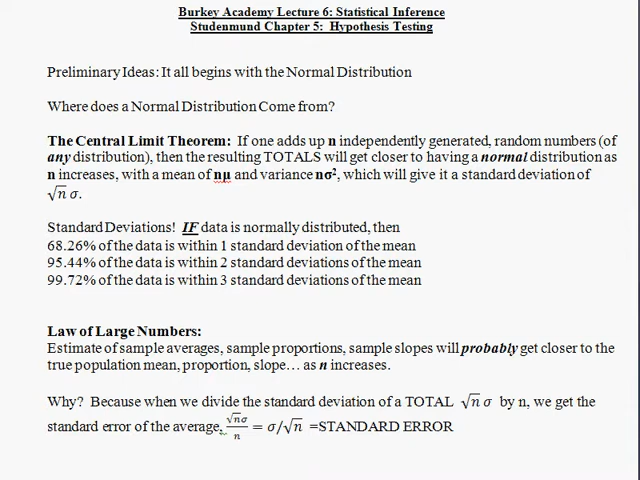 Burkey Academy Lecture 6: Statistical Inference
Studenmund Chapter 5: Hypothesis Testing
Preliminary Ideas: It all begins with the Normal Distribution
Where does a Normal Distribution Come from?
The Central Limit Theorem: If one adds up n independently generated, random numbers (of
any distribution), then the resulting TOTALS will get closer to having a normal distribution as
n increases, with a mean of nμ and variance nσ², which will give it a standard deviation of
√n σ.
Standard Deviations! IF data is normally distributed, then
68.26% of the data is within 1 standard deviation of the mean
95.44% of the data is within 2 standard deviations of the mean
99.72% of the data is within 3 standard deviations of the mean
Law of Large Numbers:
Estimate of sample averages, sample proportions, sample slopes will probably get closer to the
true population mean, proportion, slope… as n increases.
Why? Because when we divide the standard deviation of a TOTAL √n σ by n, we get the
standard error of the average, √nσ/n = σ/√n =STANDARD ERROR